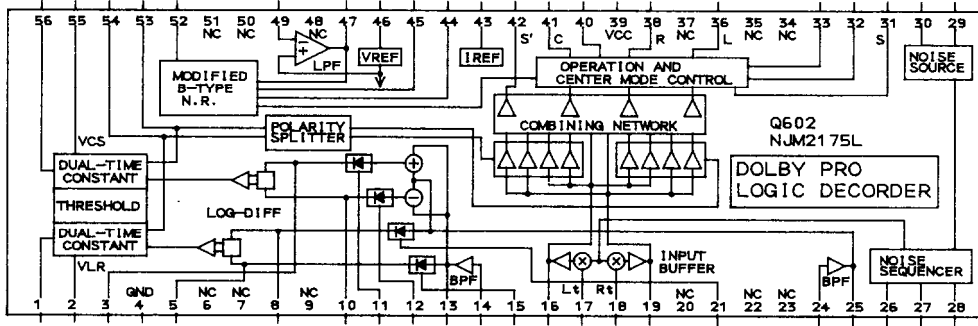 56 55 54 53 52 51 50 49 48 47 46 45 44 43 42 41 40 39 38 37 36 35 34 33 32 31 30 29
NC NC NC S' C VCC R NC L NC NC S
- + LPF
VREF
IREF
MODIFIED
B-TYPE
N.R.
OPERATION AND
CENTER MODE CONTROL
NOISE
SOURCE
POLARITY
SPLITTER
COMBINING NETWORK
Q602
NJM2175L
DOLBY PRO
LOGIC DECORDER
VCS
DUAL-TIME
CONSTANT
THRESHOLD
DUAL-TIME
CONSTANT
VLR
LOG-DIFF
+
−
BPF
Lt Rt
INPUT
BUFFER
BPF
NOISE
SEQUENCER
GND NC NC NC NC NC NC
1 2 3 4 5 6 7 8 9 10 11 12 13 14 15 16 17 18 19 20 21 22 23 24 25 26 27 28